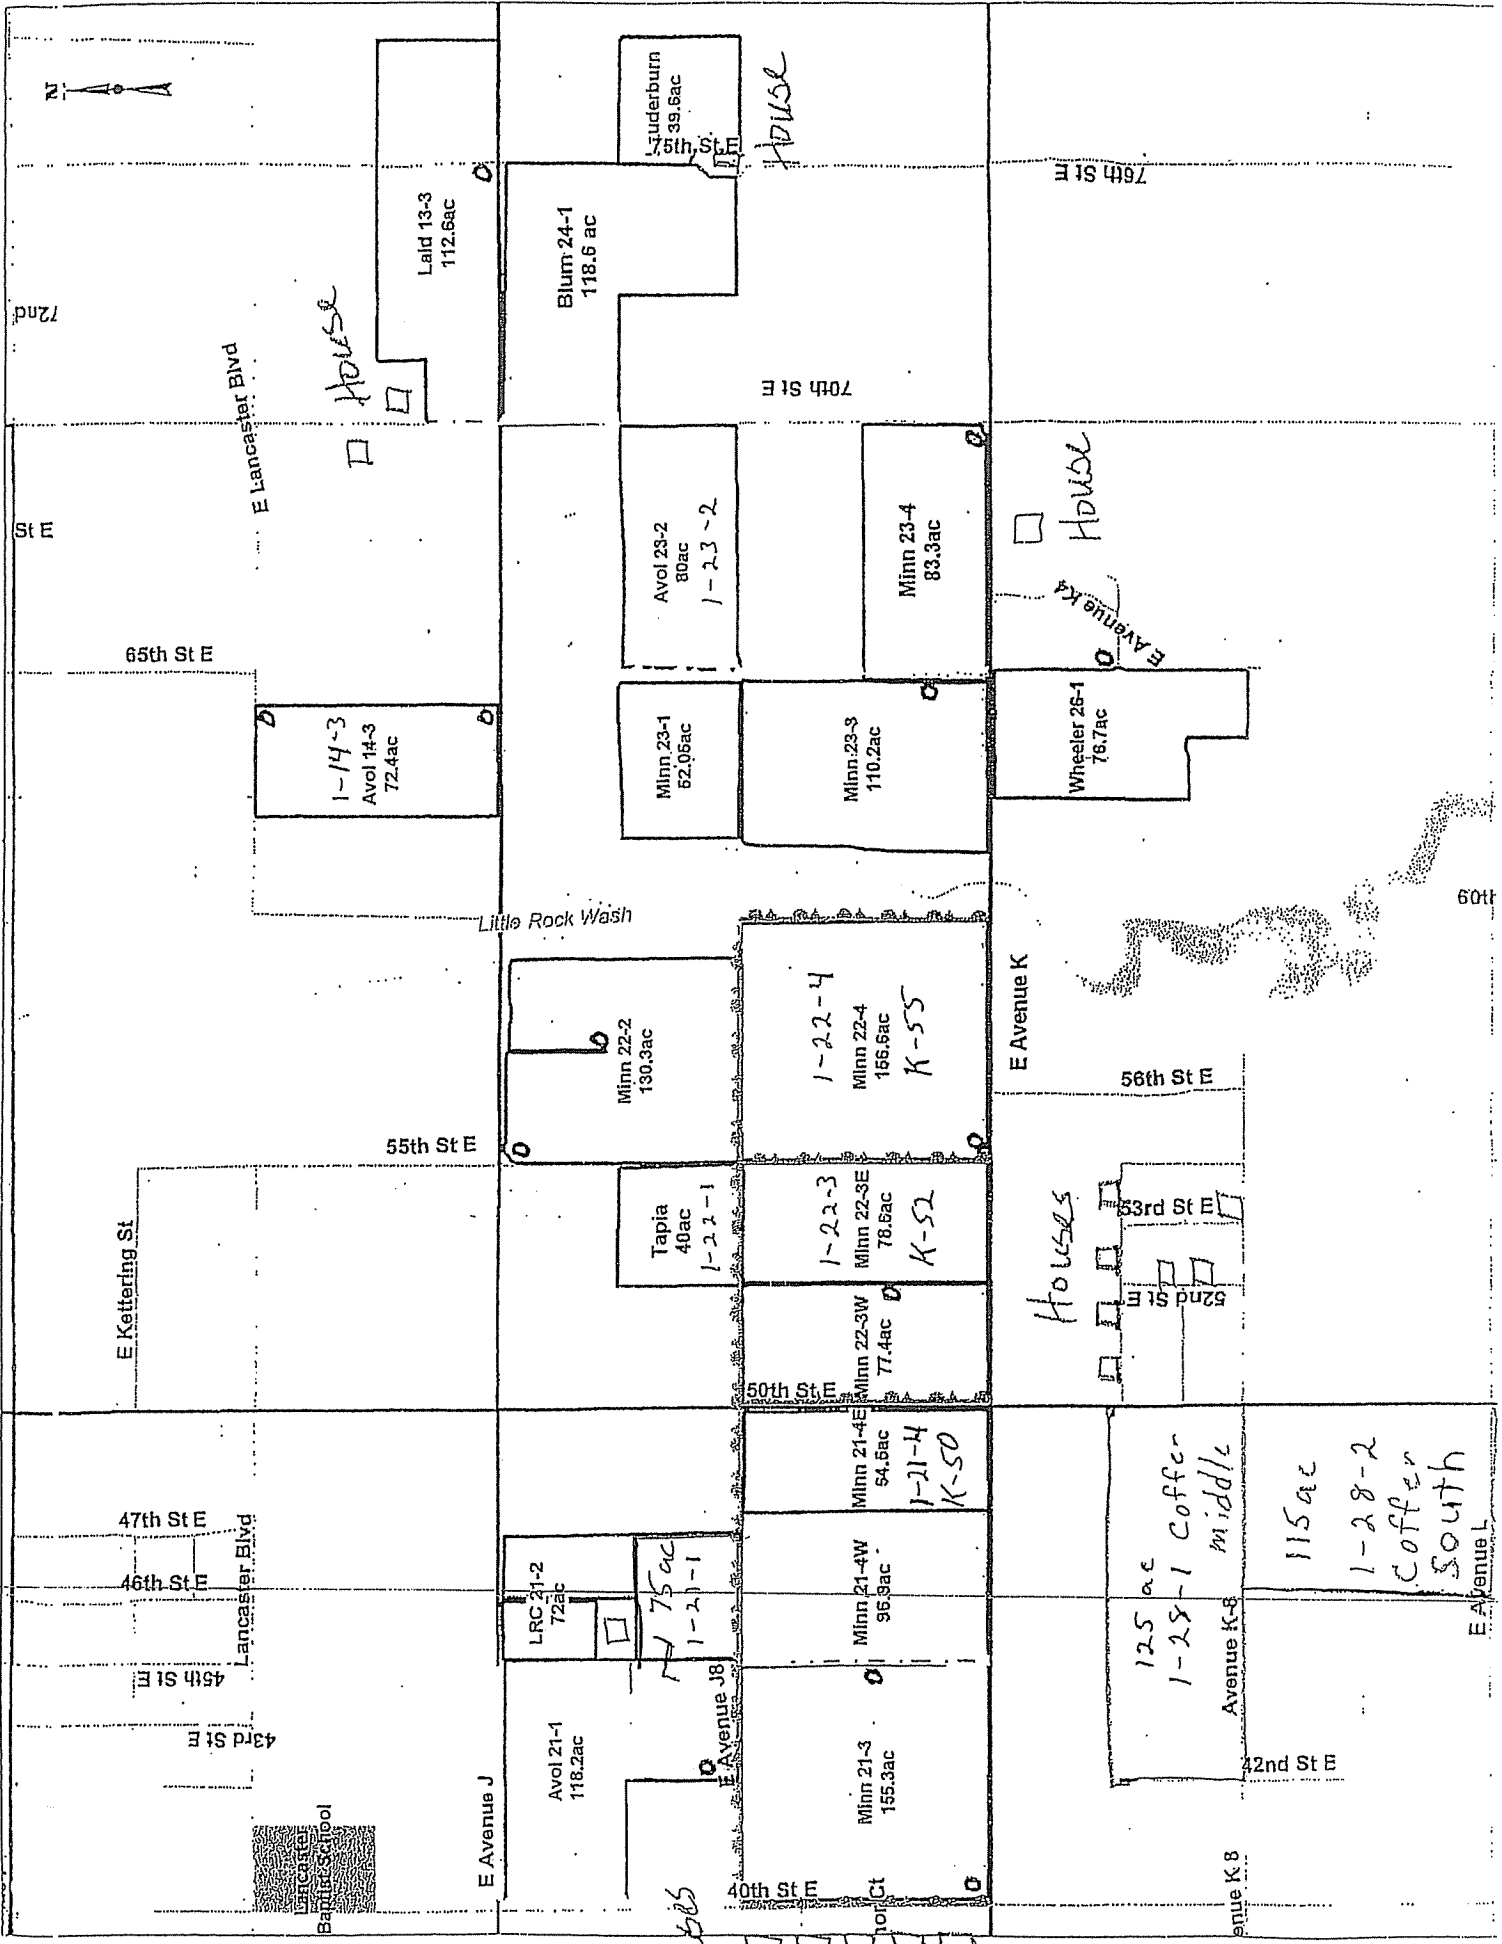 N
72nd
St E
E Lancaster Blvd
House
Laid 13-3
112.6ac
uderburn
39.6ac
75th St E
House
Blum 24-1
118.6 ac
76th St E
70th St E
65th St E
1-14-3
Avol 14-3
72.4ac
Avol 23-2
80ac
1-23-2
Minn 23-4
83.3ac
House
E Avenue K4
Minn 23-1
52.05ac
Minn 23-3
110.2ac
Wheeler 26-1
76.7ac
60th
Little Rock Wash
Minn 22-2
130.3ac
1-22-4
Minn 22-4
156.6ac
K-55
E Avenue K
56th St E
55th St E
E Kettering St
Tapia
40ac
1-22-1
1-22-3
Minn 22-3E
78.6ac
K-52
Minn 22-3W
77.4ac
50th St E
Houses
53rd St E
52nd St E
47th St E
46th St E
Lancaster Blvd
45th St E
43rd St E
LRC 21-2
72ac
75ac
1-21-1
Minn 21-4E
54.6ac
1-21-4
K-50
Minn 21-4W
96.9ac
125 ac
1-28-1 Coffer
middle
Avenue K-8
115ac
1-28-2
Coffer
South
E Avenue L
42nd St E
Lancaster
Baptist School
E Avenue J
Avol 21-1
118.2ac
E Avenue J8
Minn 21-3
155.3ac
40th St E
Ct
enue K 8